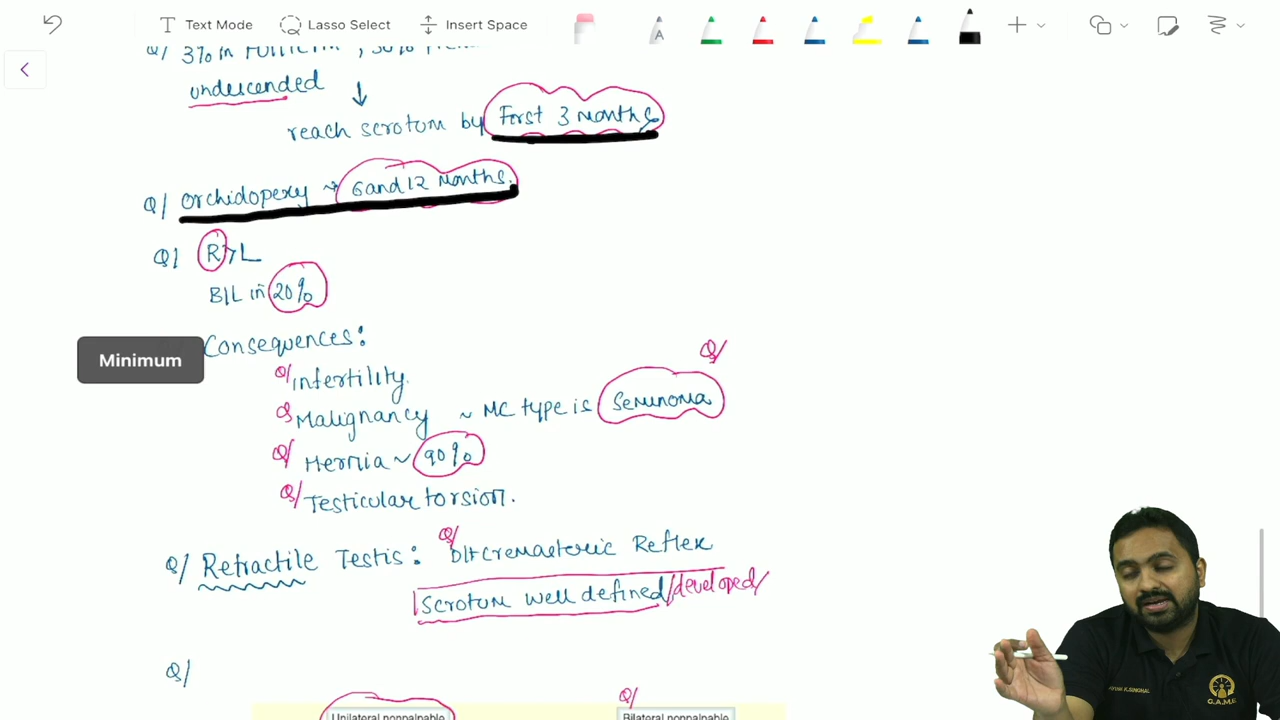 Text Mode Lasso Select Insert Space
A
Q/ 3% in
undescended
reach scrotum by First 3 months
Q/ Orchidopexy → 6 and 12 Months.
Q/ R>L
B/L in 20%
Minimum
Consequences:
Q/
Q/ infertility.
Q/ Malignancy ~ MC type is Seminoma
Q/ Hernia ~ 90%
Q/ Testicular torsion.
Q/ Retractile Testis: Q/ D/t cremasteric Reflex
Scrotum well defined/developed/
Q/
Q/
Unilateral nonpalpable Bilateral nonpalpable
G.A.M.E